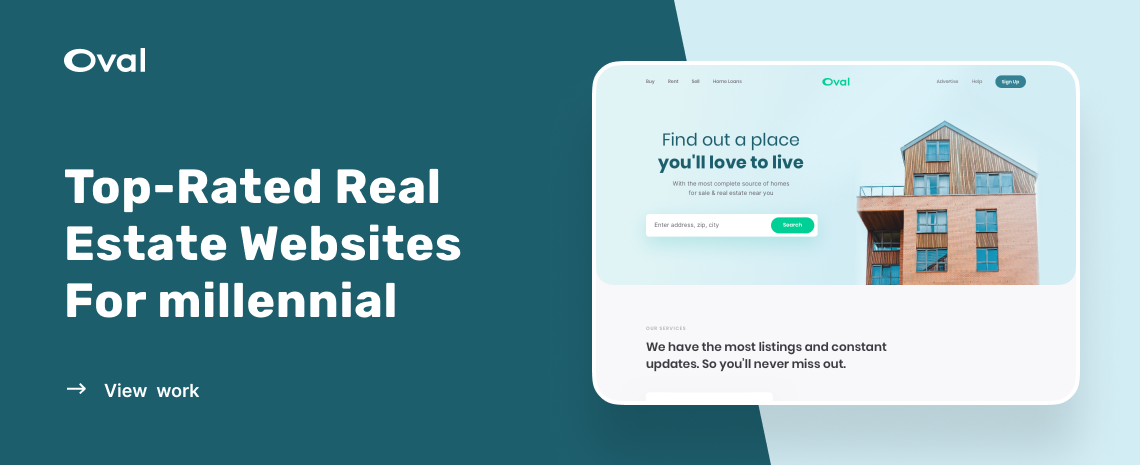 Oval
Top-Rated Real
Estate Websites
For millennial
→ View work
Buy Rent Sell Home Loans Oval Advertise Help Sign Up
Find out a place
you'll love to live
With the most complete source of homes
for sale & real estate near you
Enter address, zip, city Search
OUR SERVICES
We have the most listings and constant
updates. So you'll never miss out.